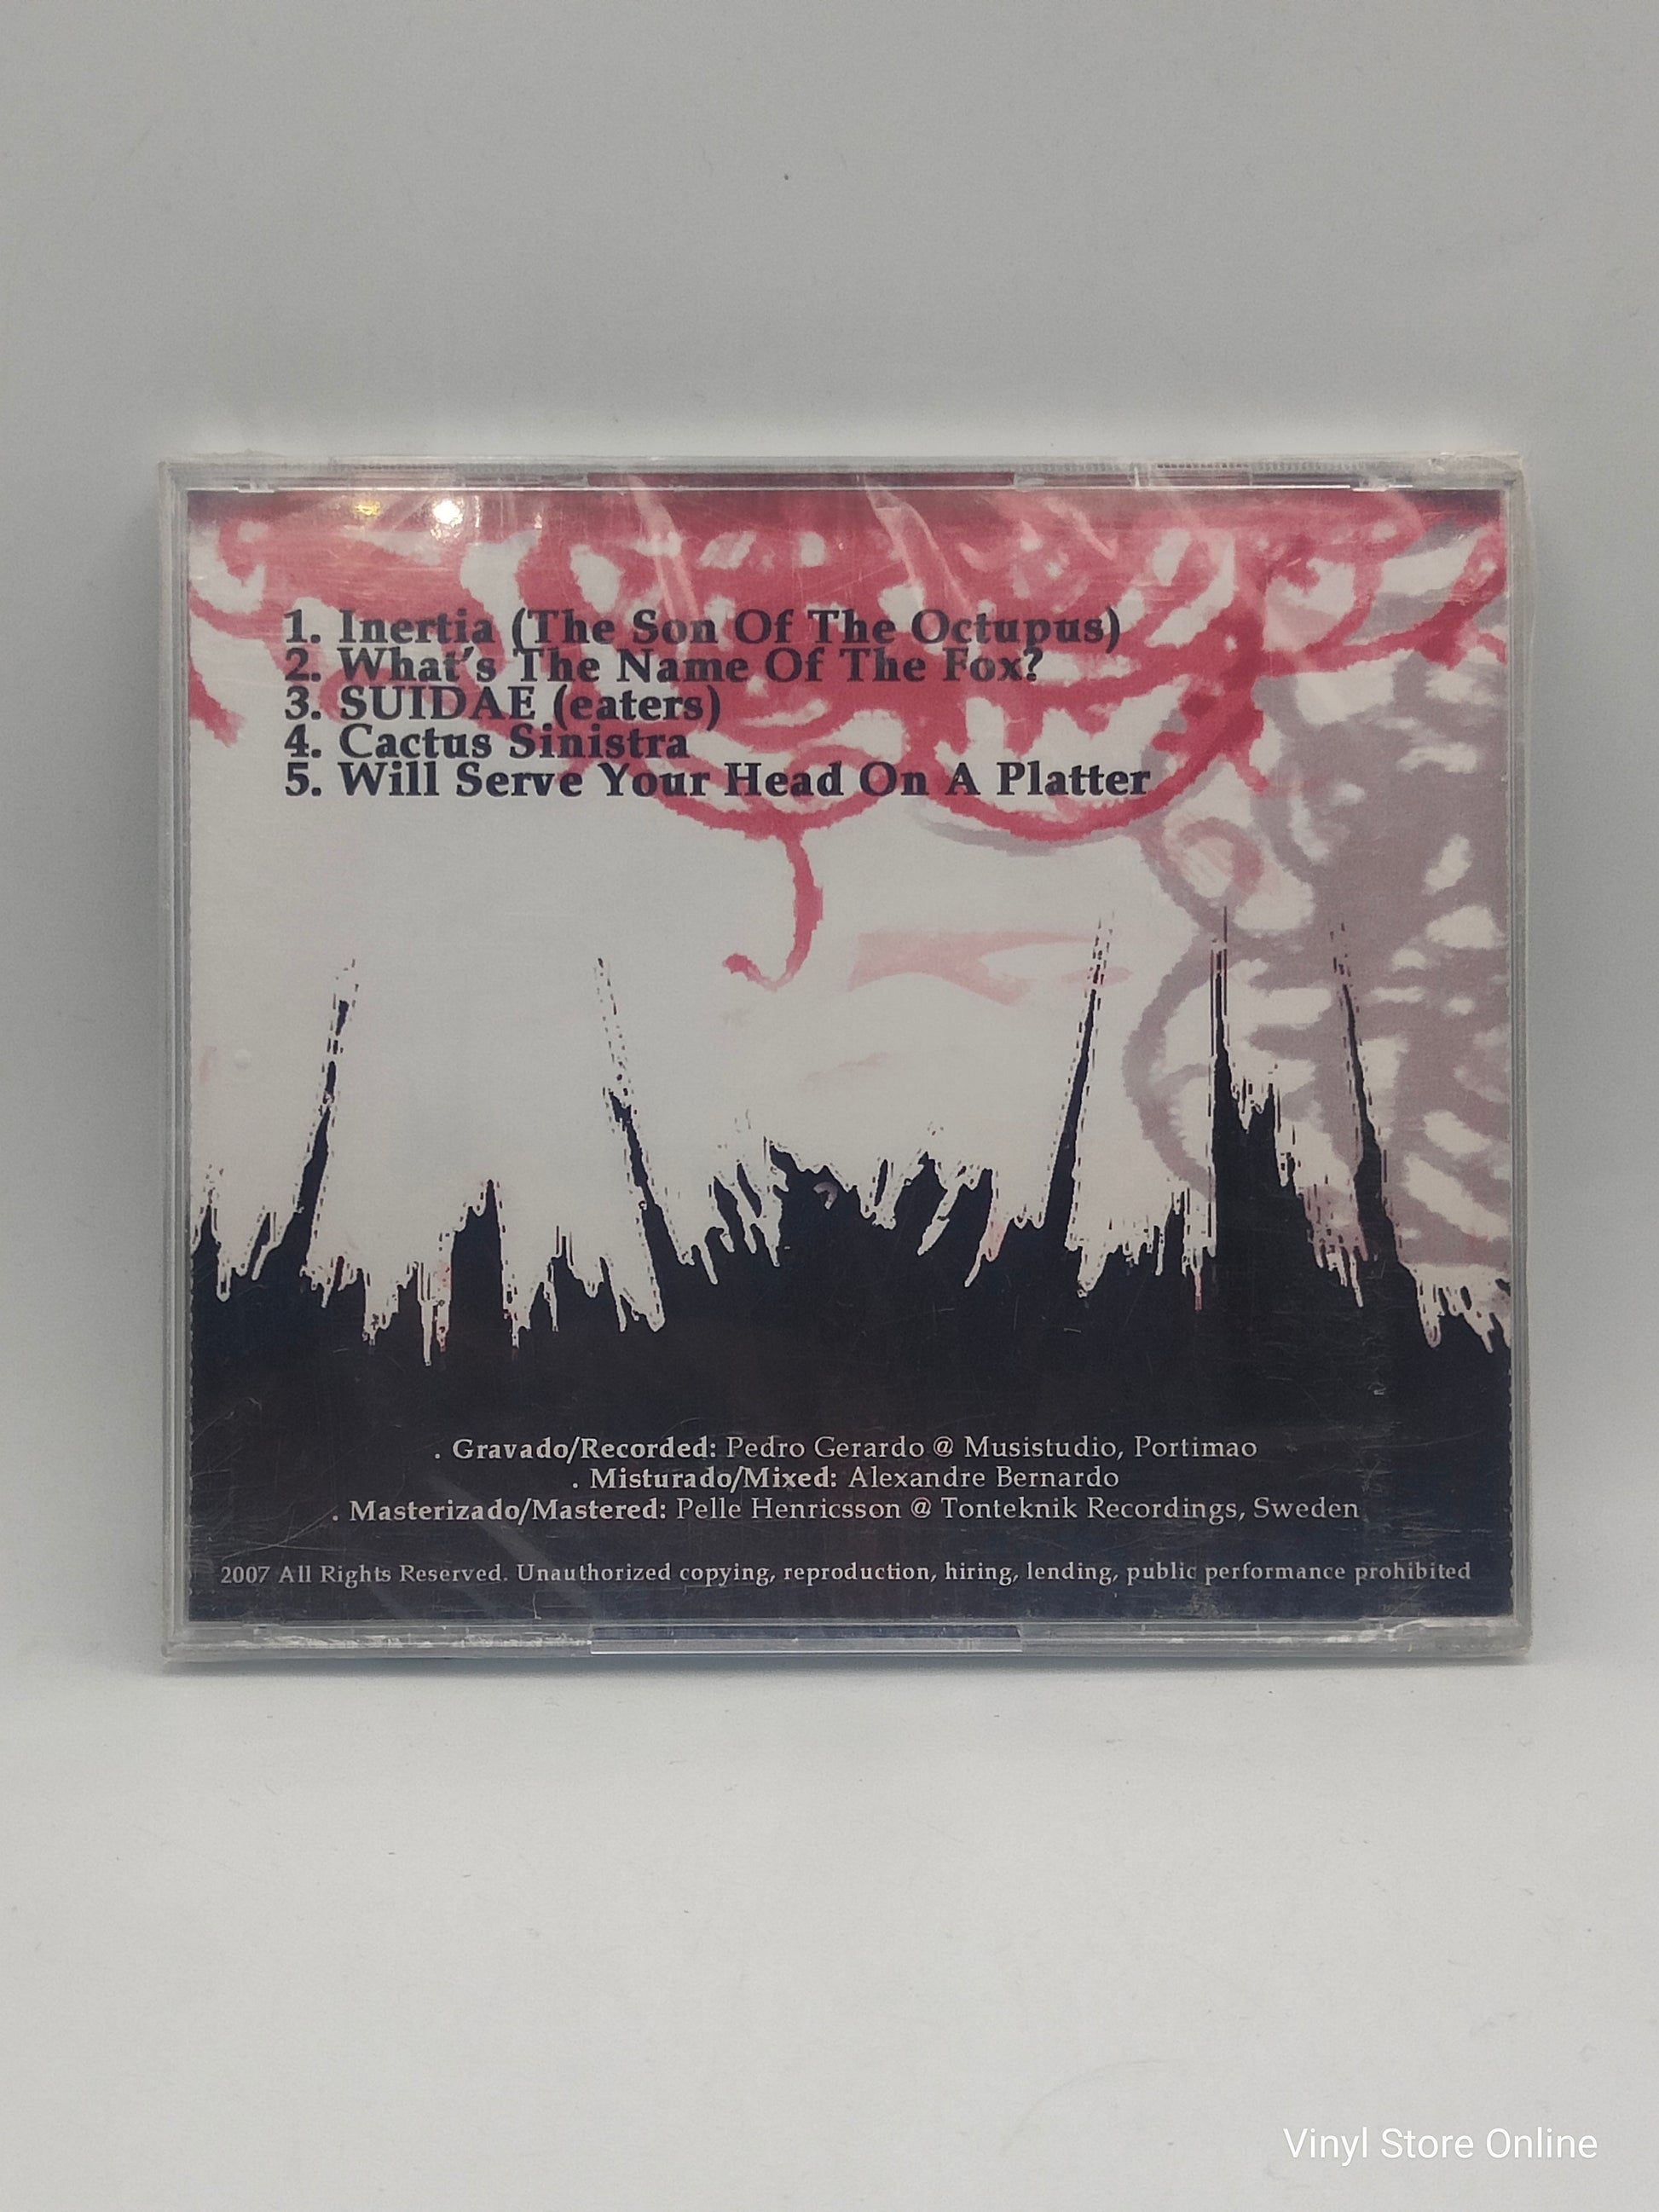 1. Inertia (The Son Of The Octupus)
2. What's The Name Of The Fox?
3. SUIDAE (eaters)
4. Cactus Sinistra
5. Will Serve Your Head On A Platter
. Gravado/Recorded: Pedro Gerardo @ Musistudio, Portimao
. Misturado/Mixed: Alexandre Bernardo
. Masterizado/Mastered: Pelle Henricsson @ Tonteknik Recordings, Sweden
2007 All Rights Reserved. Unauthorized copying, reproduction, hiring, lending, public performance prohibited
Vinyl Store Online